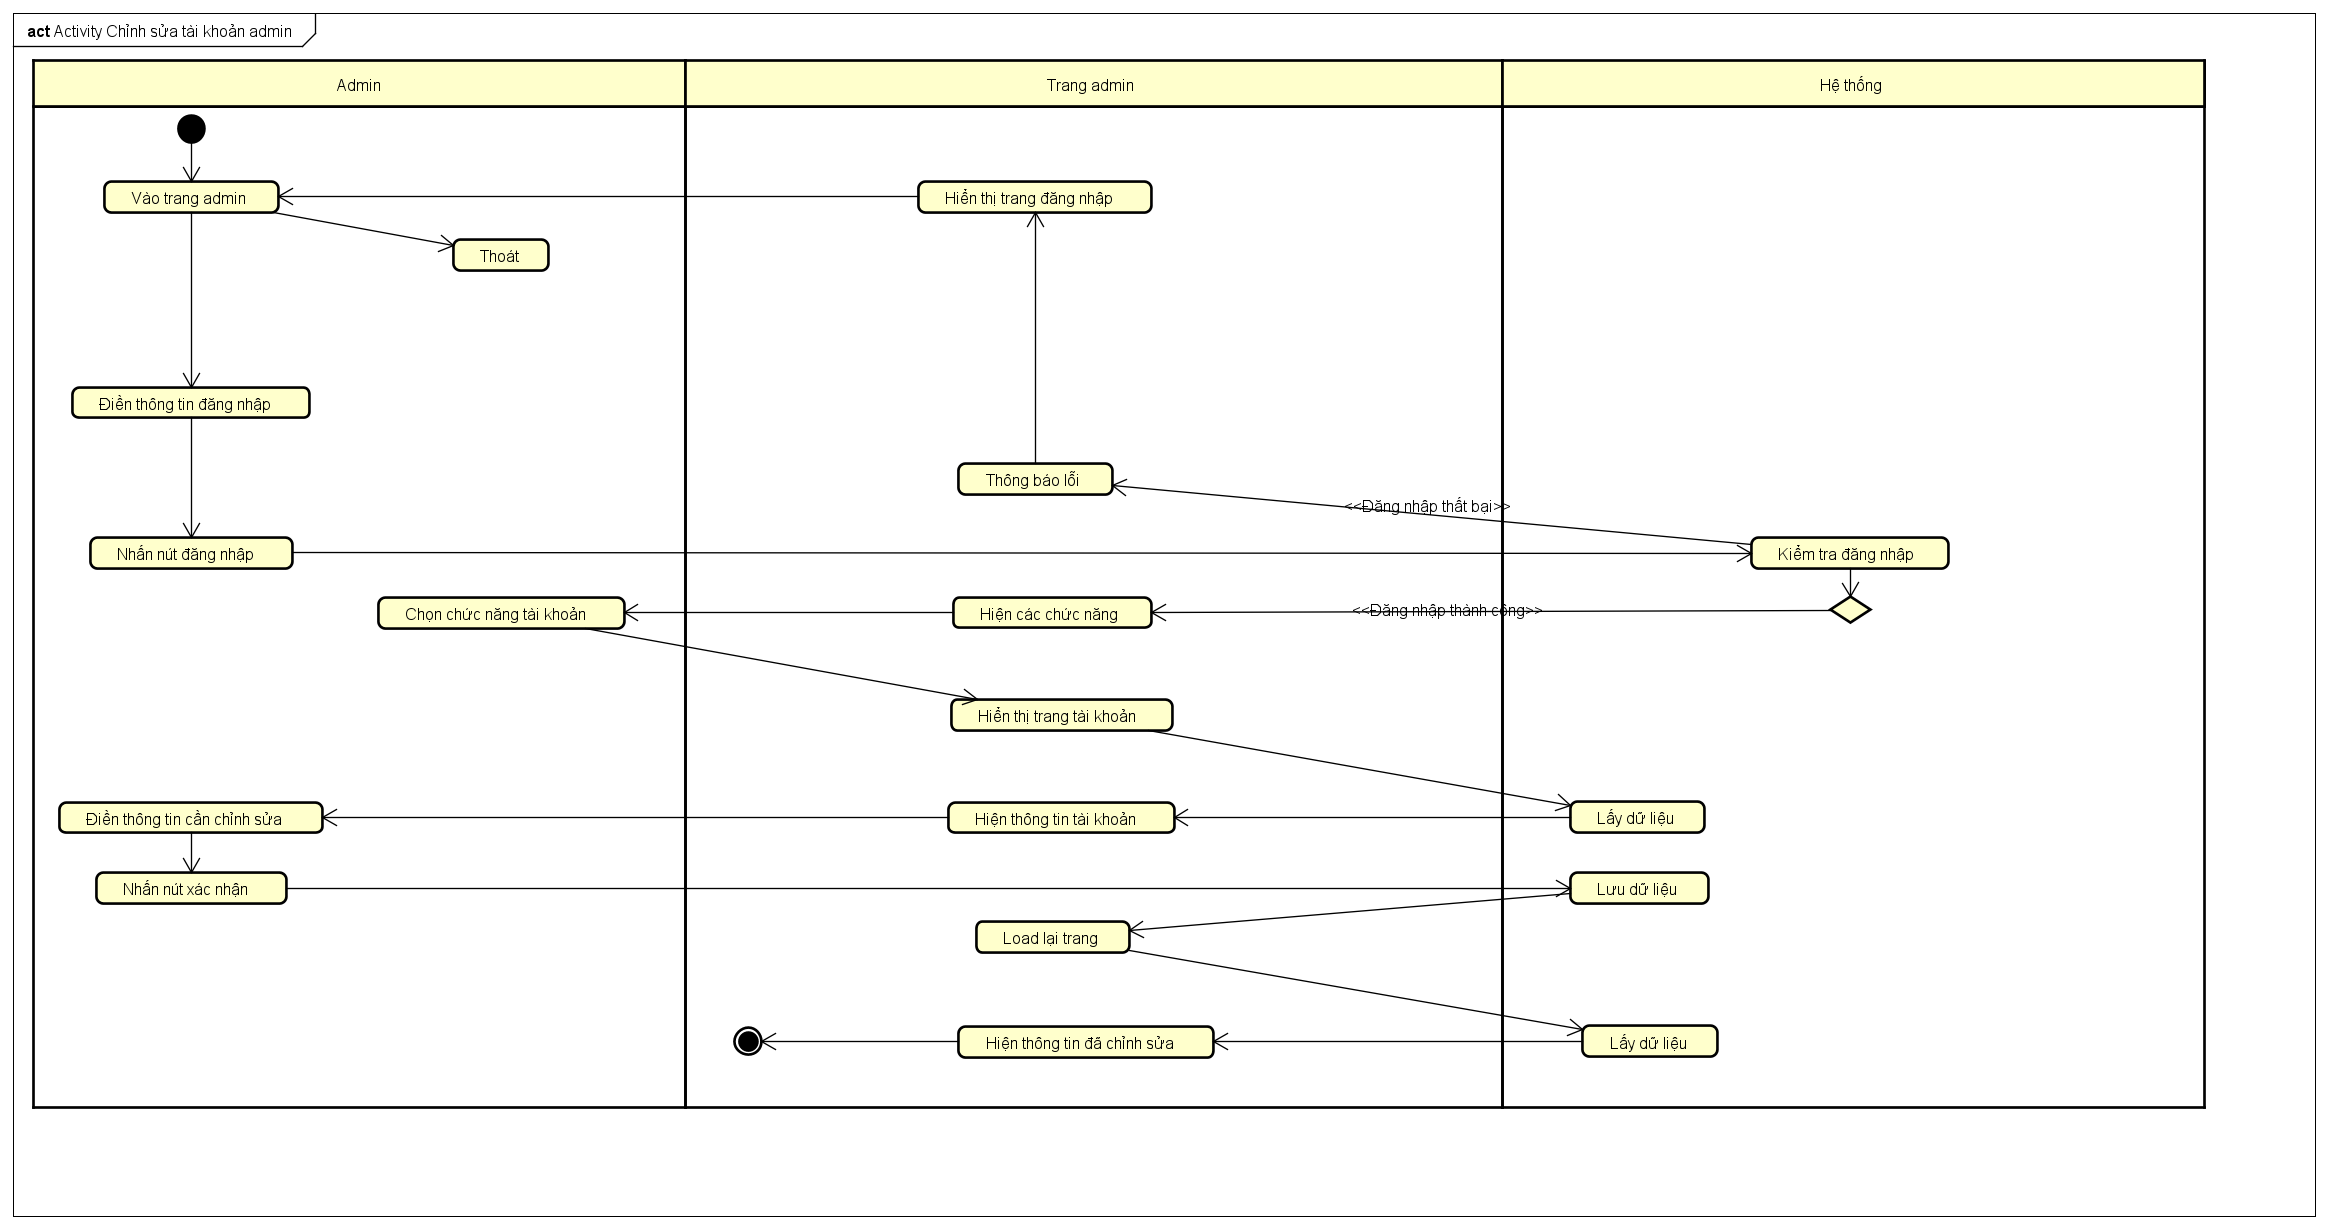 act Activity Chỉnh sửa tài khoản admin
Admin
Trang admin
Hệ thống
Vào trang admin
Hiển thị trang đăng nhập
Thoát
Điền thông tin đăng nhập
Thông báo lỗi
<<Đăng nhập thất bại>>
Nhấn nút đăng nhập
Kiểm tra đăng nhập
Chọn chức năng tài khoản
Hiện các chức năng
<<Đăng nhập thành công>>
Hiển thị trang tài khoản
Điền thông tin cần chỉnh sửa
Hiện thông tin tài khoản
Lấy dữ liệu
Nhấn nút xác nhận
Lưu dữ liệu
Load lại trang
Hiện thông tin đã chỉnh sửa
Lấy dữ liệu